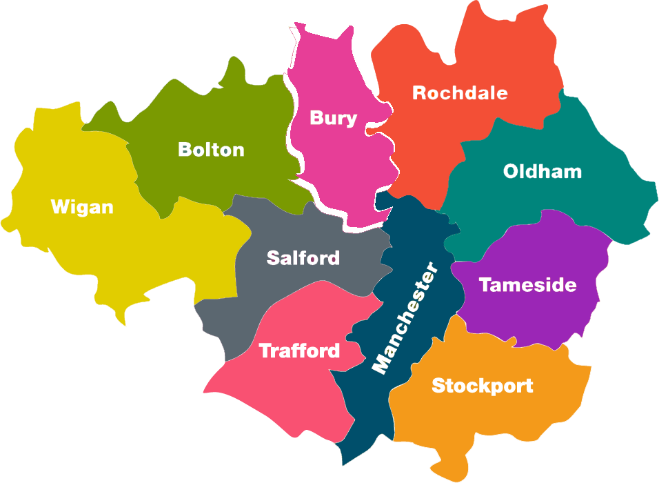 Rochdale
Bury
Bolton
Oldham
Wigan
Salford
Tameside
Manchester
Trafford
Stockport